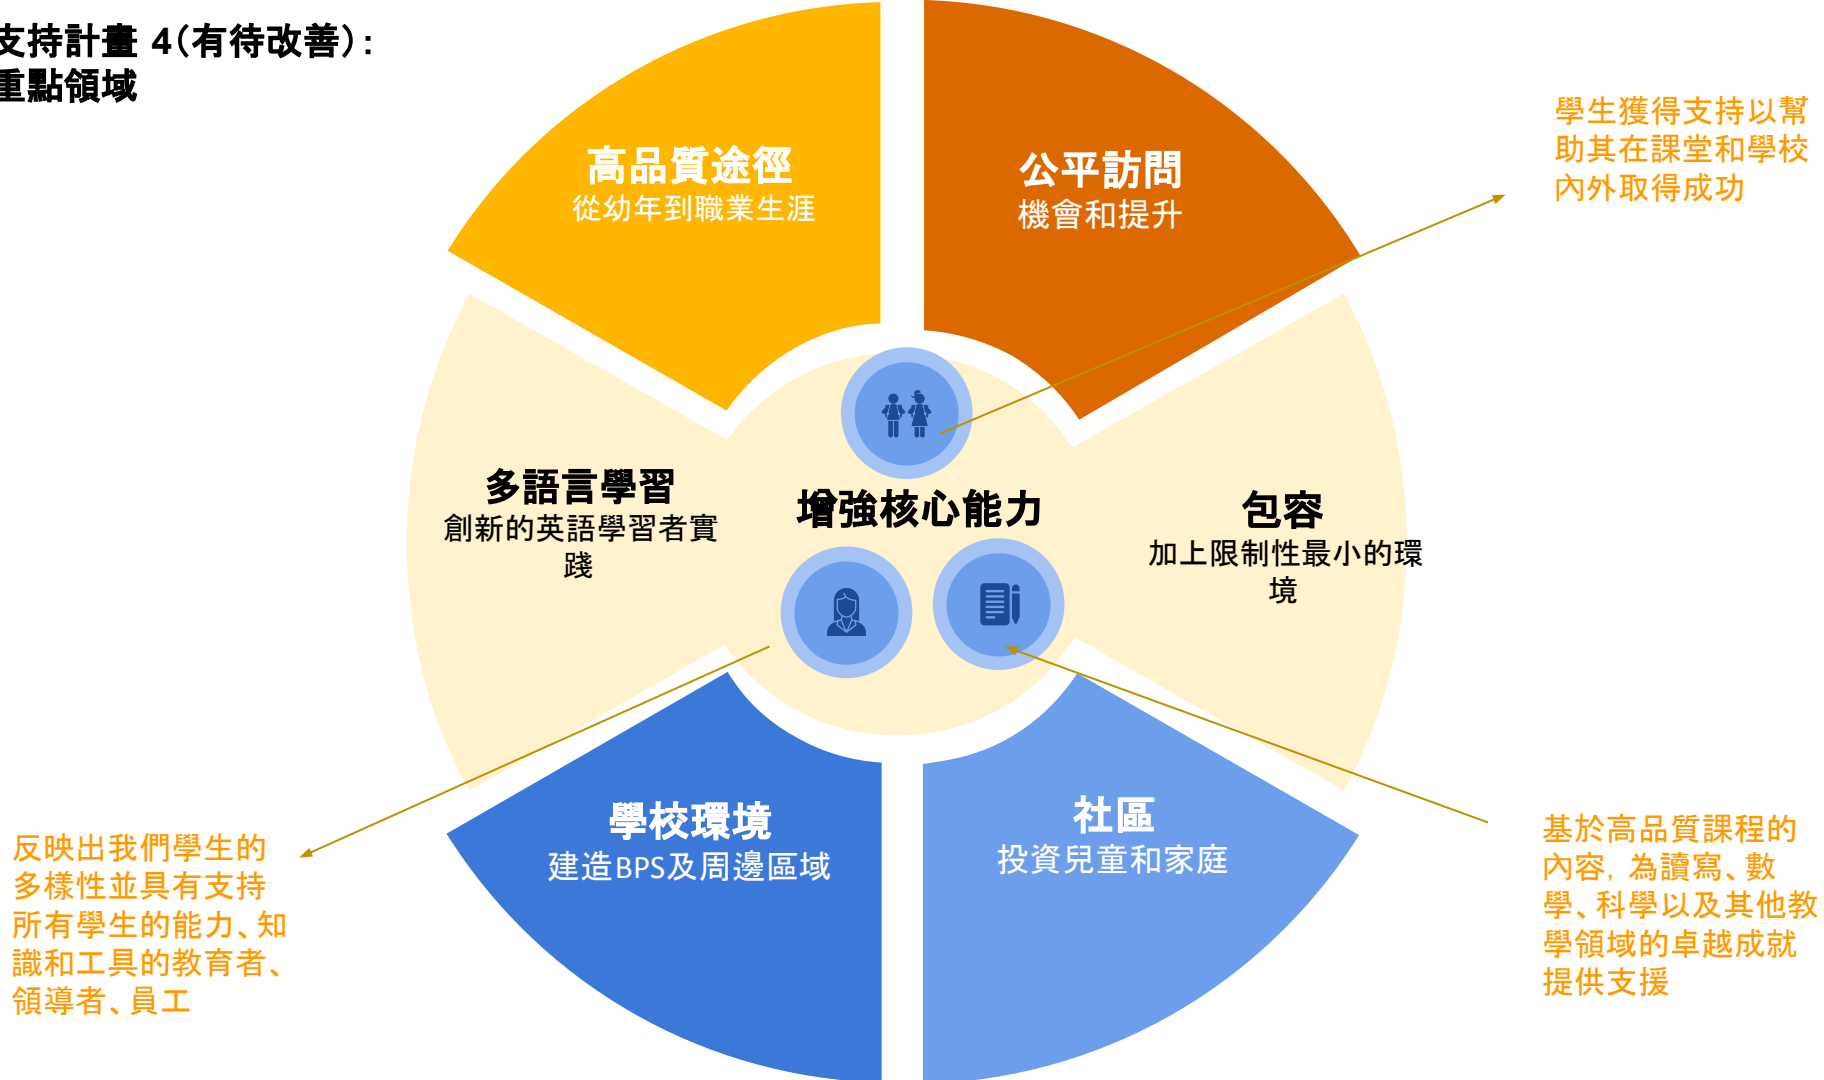 支持計畫 4（有待改善）：
重點領域
高品質途徑
從幼年到職業生涯
公平訪問
機會和提升
學生獲得支持以幫
助其在課堂和學校
內外取得成功
多語言學習
創新的英語學習者實
踐
增強核心能力
包容
加上限制性最小的環
境
學校環境
建造BPS及周邊區域
社區
投資兒童和家庭
反映出我們學生的
多樣性並具有支持
所有學生的能力、知
識和工具的教育者、
領導者、員工
基於高品質課程的
內容，為讀寫、數
學、科學以及其他教
學領域的卓越成就
提供支援